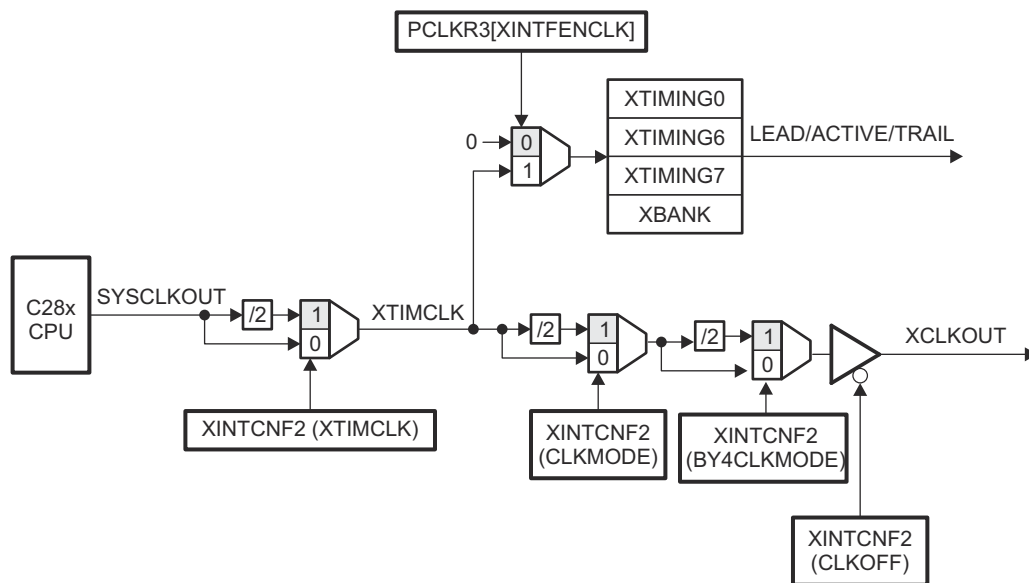 PCLKR3[XINTFENCLK]
XTIMING0
0
0
XTIMING6
LEAD/ACTIVE/TRAIL
1
XTIMING7
XBANK
C28x
CPU
SYSCLKOUT
/2
1
0
XTIMCLK
/2
1
0
/2
1
0
XCLKOUT
XINTCNF2 (XTIMCLK)
XINTCNF2
(CLKMODE)
XINTCNF2
(BY4CLKMODE)
XINTCNF2
(CLKOFF)